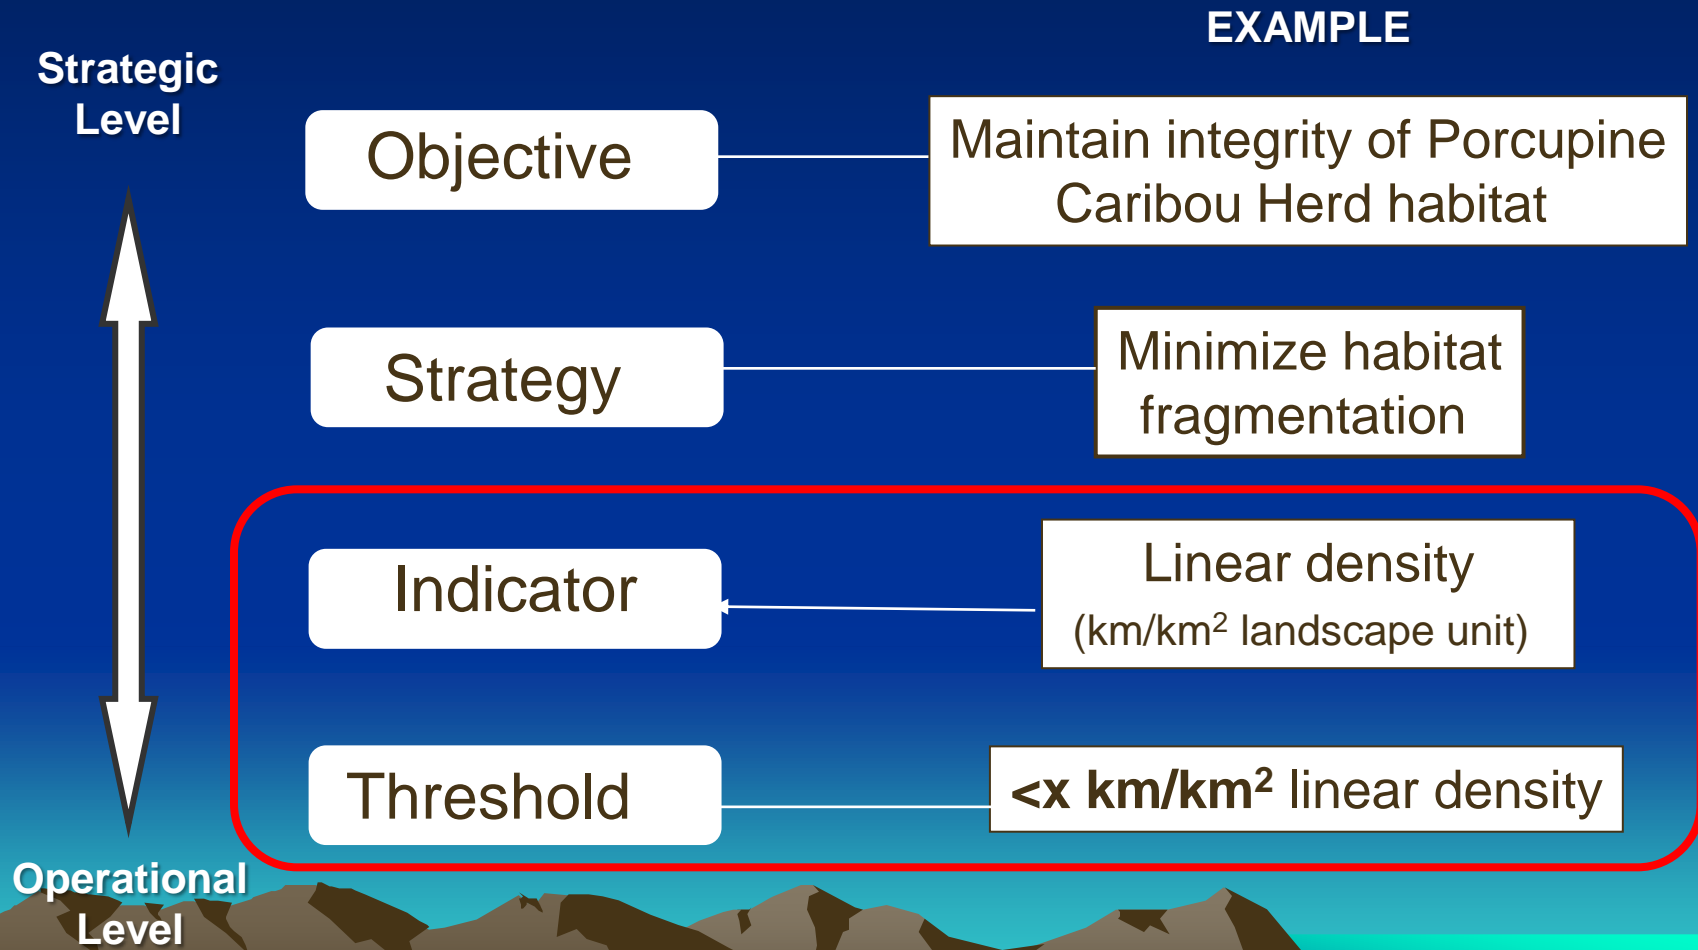 EXAMPLE
Strategic
Level
Objective
Maintain integrity of Porcupine
Caribou Herd habitat
Strategy
Minimize habitat
fragmentation
Indicator
Linear density
(km/km² landscape unit)
Threshold
<x km/km² linear density
Operational
Level